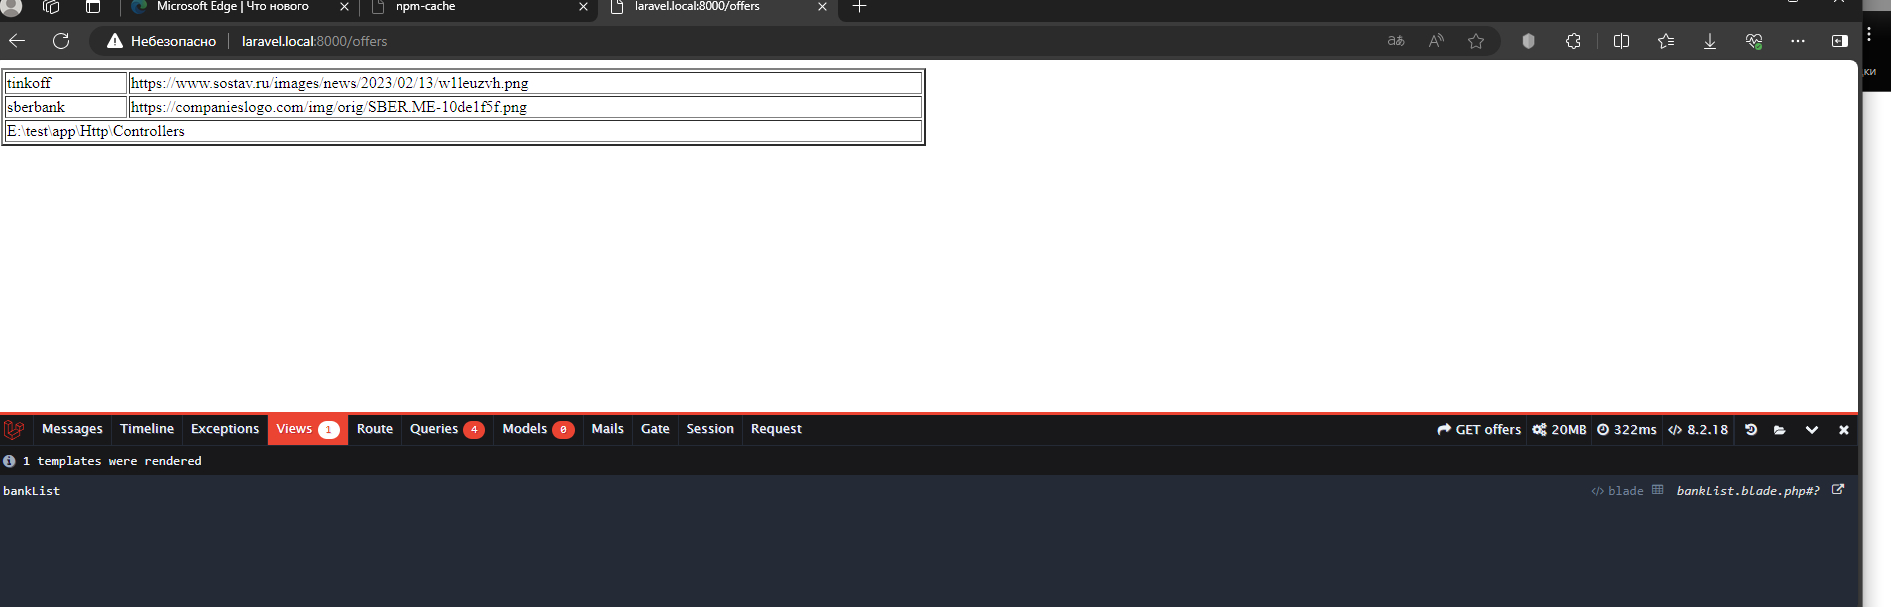 Microsoft Edge | Что нового
npm-cache
laravel.local:8000/offers
Небезопасно
laravel.local:8000/offers
tinkoff https://www.sostav.ru/images/news/2023/02/13/w1leuzvh.png
sberbank https://companieslogo.com/img/orig/SBER.ME-10de1f5f.png
E:\test\app\Http\Controllers
Messages Timeline Exceptions Views 1 Route Queries 4 Models 0 Mails Gate Session Request GET offers 20MB 322ms 8.2.18
1 templates were rendered
bankList blade bankList.blade.php#?